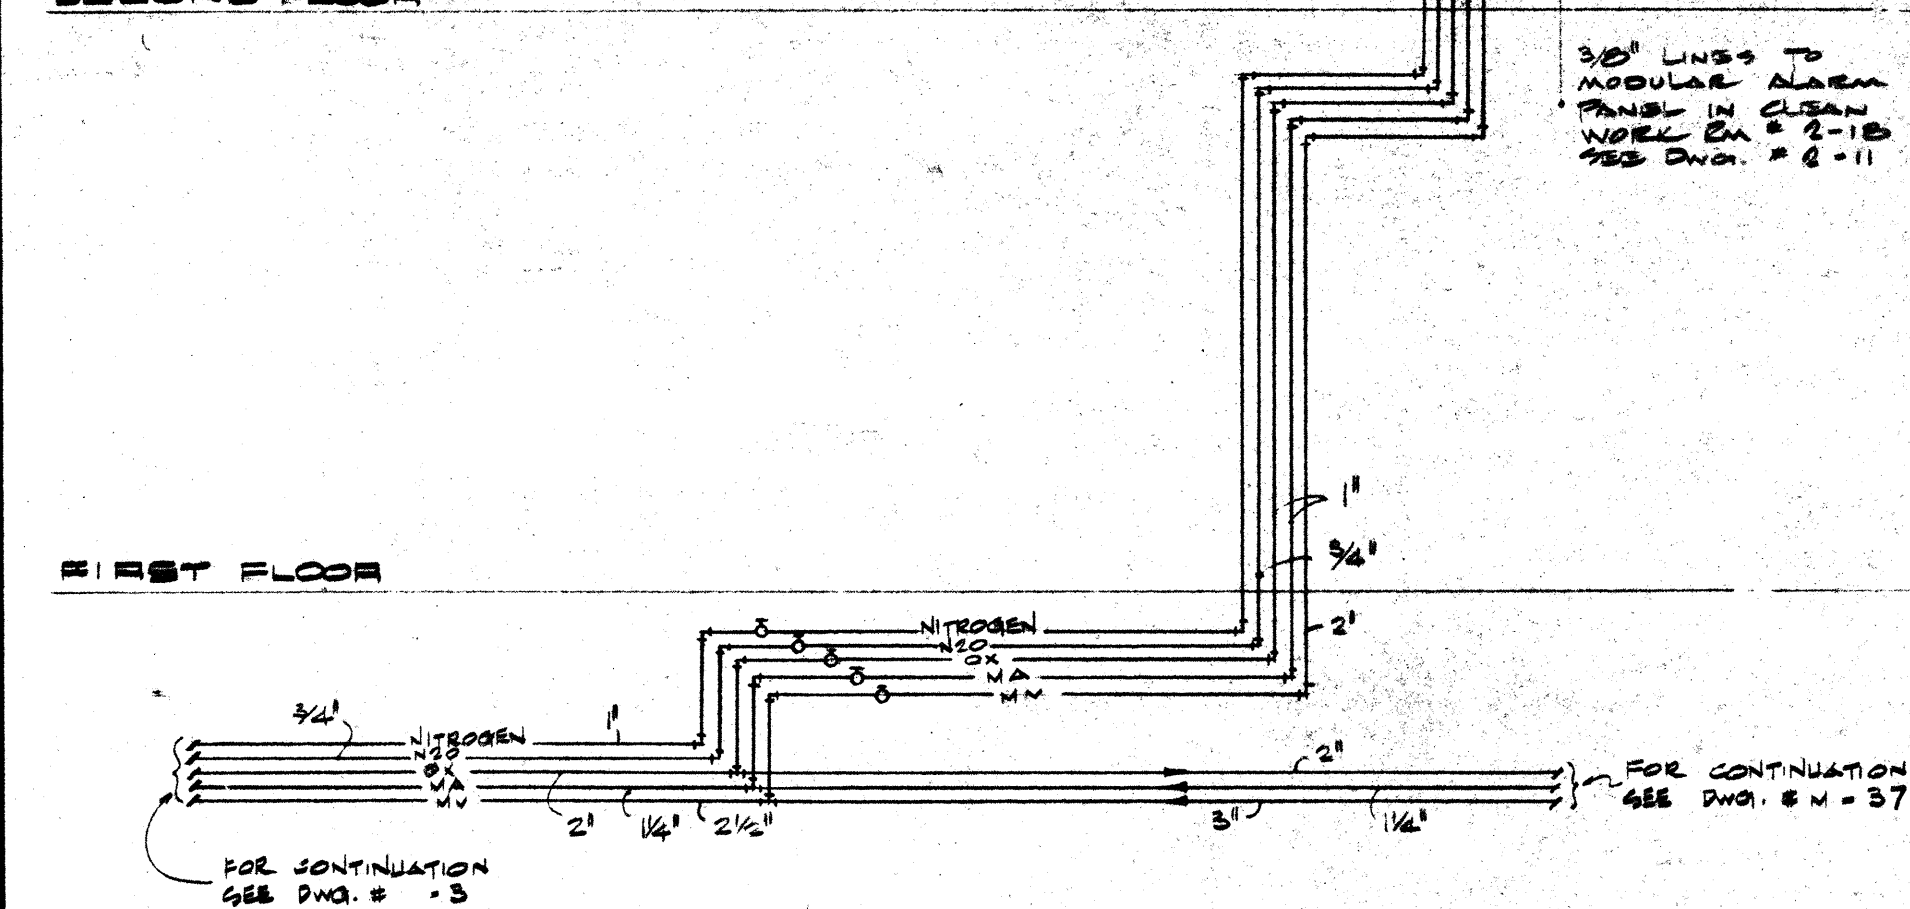 SECOND FLOOR
3/8" LINES TO
MODULAR ALARM
PANEL IN CLEAN
WORK RM # 2-18
SEE DWG. # 2-11
1"
3/4"
FIRST FLOOR
2"
NITROGEN
N2O
OX
MA
MV
3/4"
NITROGEN
1"
N2O
OX
MA
MV
2"
1 1/4"
2 1/2"
2"
3"
1 1/4"
FOR CONTINUATION
SEE DWG. # M-37
FOR CONTINUATION
SEE DWG. # -3